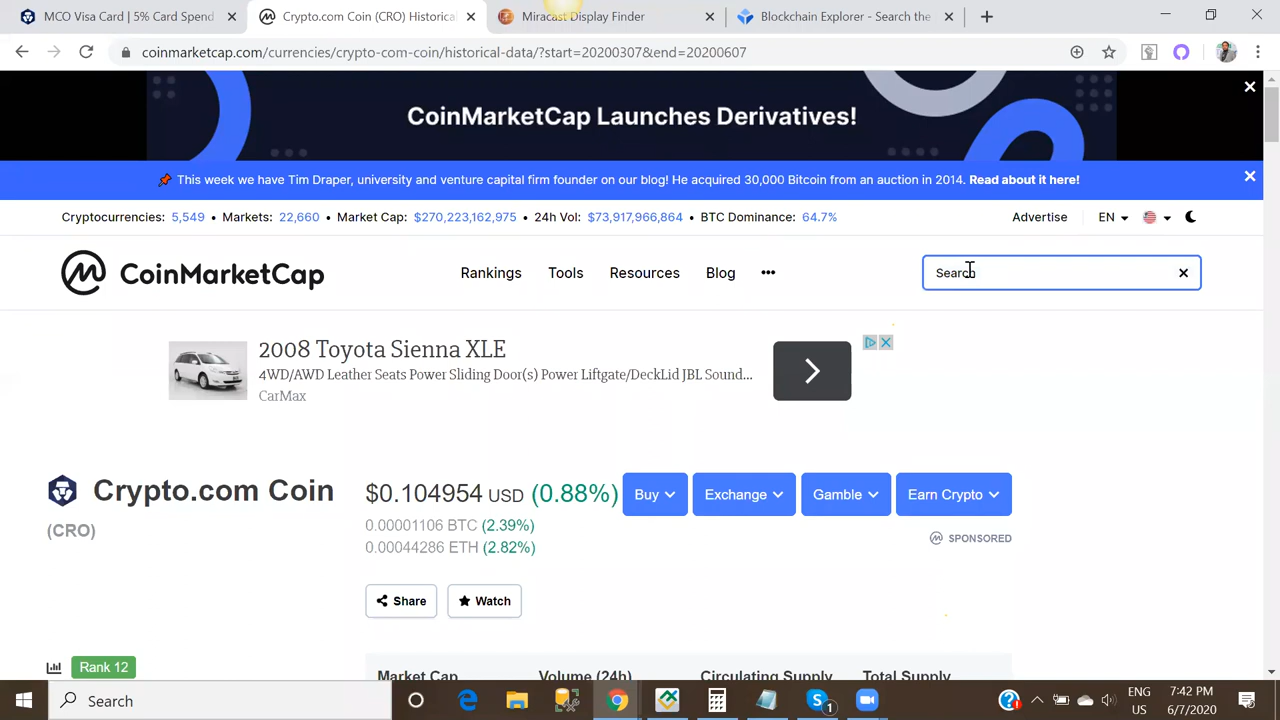 MCO Visa Card | 5% Card Spend
Crypto.com Coin (CRO) Historical
Miracast Display Finder
Blockchain Explorer - Search the
coinmarketcap.com/currencies/crypto-com-coin/historical-data/?start=20200307&end=20200607
CoinMarketCap Launches Derivatives!
This week we have Tim Draper, university and venture capital firm founder on our blog! He acquired 30,000 Bitcoin from an auction in 2014. Read about it here!
Cryptocurrencies: 5,549 • Markets: 22,660 • Market Cap: $270,223,162,975 • 24h Vol: $73,917,966,864 • BTC Dominance: 64.7%
Advertise
EN
CoinMarketCap
Rankings
Tools
Resources
Blog
Search
2008 Toyota Sienna XLE
4WD/AWD Leather Seats Power Sliding Door(s) Power Liftgate/DeckLid JBL Sound...
CarMax
Crypto.com Coin
(CRO)
$0.104954 USD (0.88%)
0.00001106 BTC (2.39%)
0.00044286 ETH (2.82%)
Buy
Exchange
Gamble
Earn Crypto
SPONSORED
Share
Watch
Rank 12
Market Cap
Volume (24h)
Circulating Supply
Total Supply
Search
1
ENG
US
7:42 PM
6/7/2020